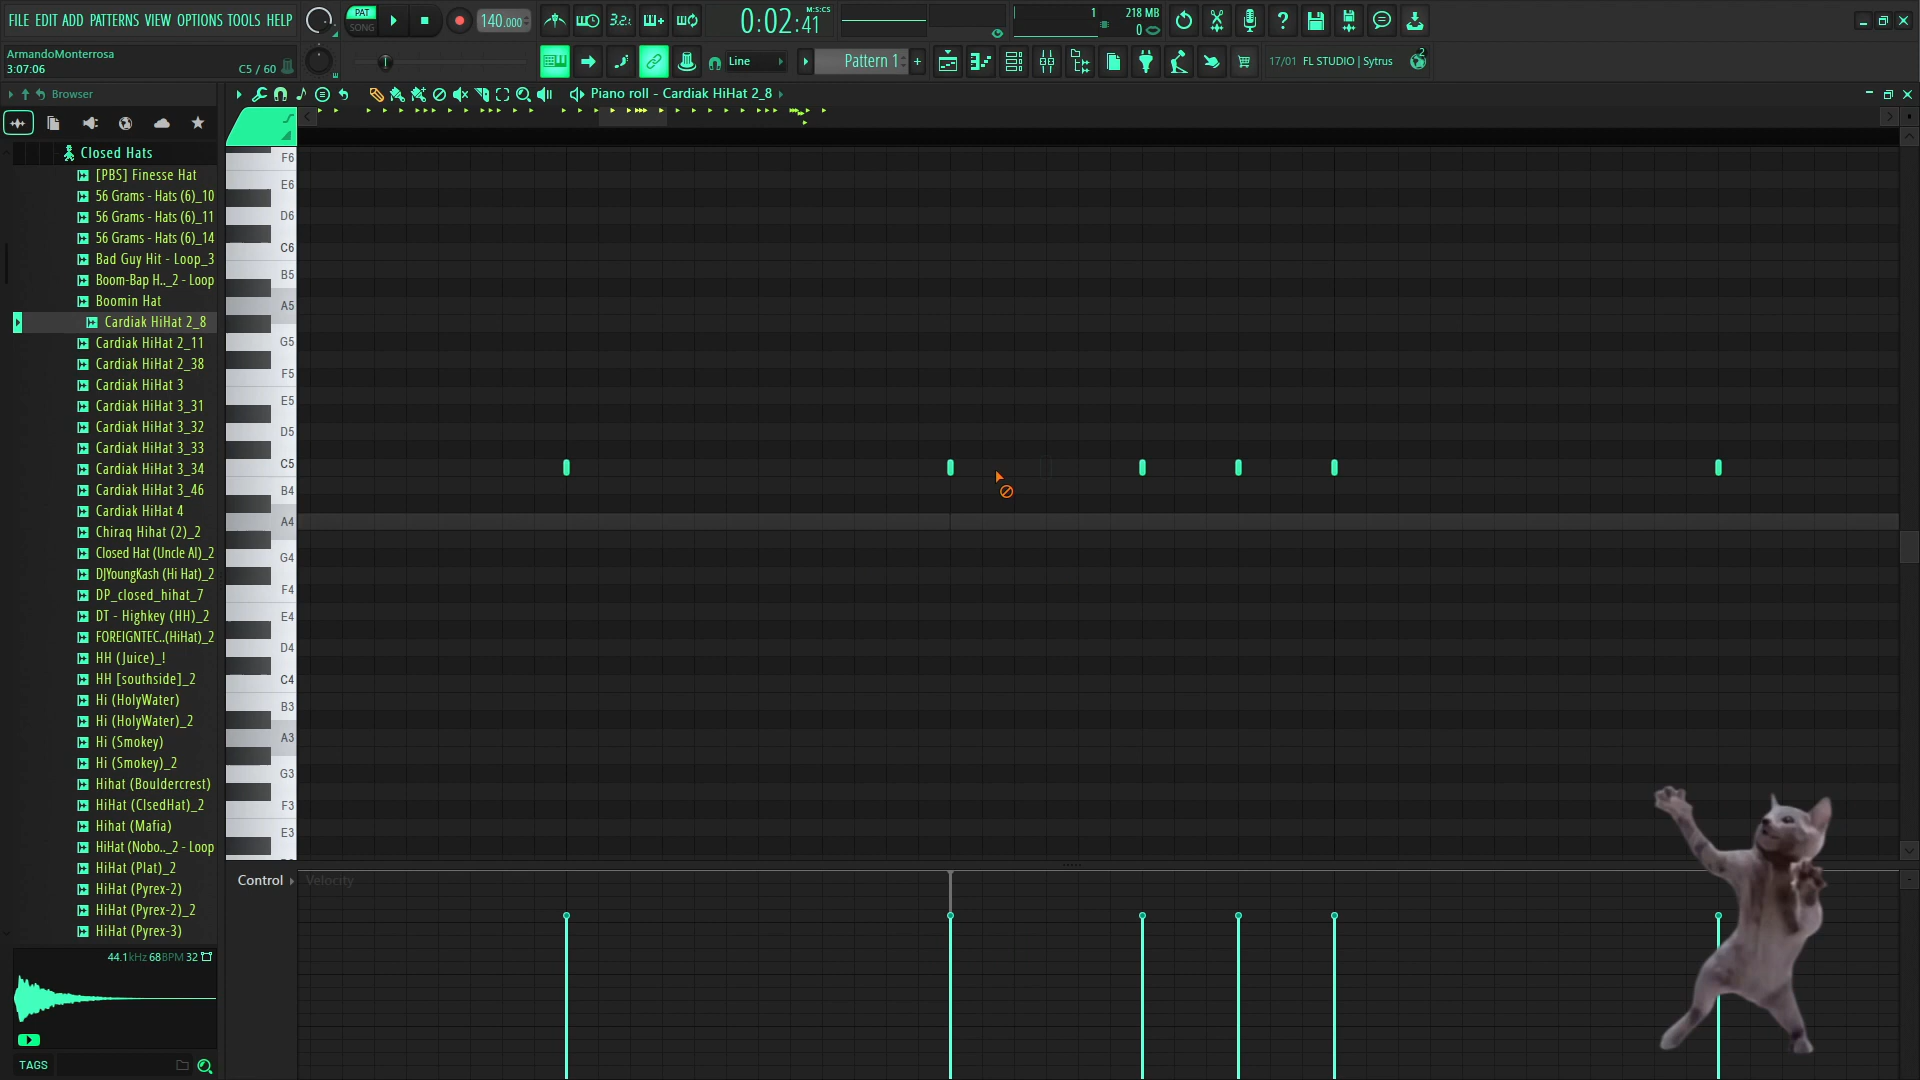 FILE EDIT ADD PATTERNS VIEW OPTIONS TOOLS HELP
PAT
SONG
140.000
3.2.
0:02:41
M:S:CS
1
218 MB
0
ArmandoMonterrosa
3:07:06
C5 / 60
Line
Pattern 1
+
17/01 FL STUDIO | Sytrus
2
Browser
Piano roll - Cardiak HiHat 2_8
Closed Hats
[PBS] Finesse Hat
56 Grams - Hats (6)_10
56 Grams - Hats (6)_11
56 Grams - Hats (6)_14
Bad Guy Hit - Loop_3
Boom-Bap H.._2 - Loop
Boomin Hat
Cardiak HiHat 2_8
Cardiak HiHat 2_11
Cardiak HiHat 2_38
Cardiak HiHat 3
Cardiak HiHat 3_31
Cardiak HiHat 3_32
Cardiak HiHat 3_33
Cardiak HiHat 3_34
Cardiak HiHat 3_46
Cardiak HiHat 4
Chiraq Hihat (2)_2
Closed Hat (Uncle Al)_2
DJYoungKash (Hi Hat)_2
DP_closed_hihat_7
DT - Highkey (HH)_2
FOREIGNTEC..(HiHat)_2
HH (Juice)_!
HH [southside]_2
Hi (HolyWater)
Hi (HolyWater)_2
Hi (Smokey)
Hi (Smokey)_2
Hihat (Bouldercrest)
HiHat (ClsedHat)_2
Hihat (Mafia)
HiHat (Nobo.._2 - Loop
HiHat (Plat)_2
HiHat (Pyrex-2)
HiHat (Pyrex-2)_2
HiHat (Pyrex-3)
44.1kHz 68BPM 32
TAGS
F6
E6
D6
C6
B5
A5
G5
F5
E5
D5
C5
B4
A4
G4
F4
E4
D4
C4
B3
A3
G3
F3
E3
Control
Velocity